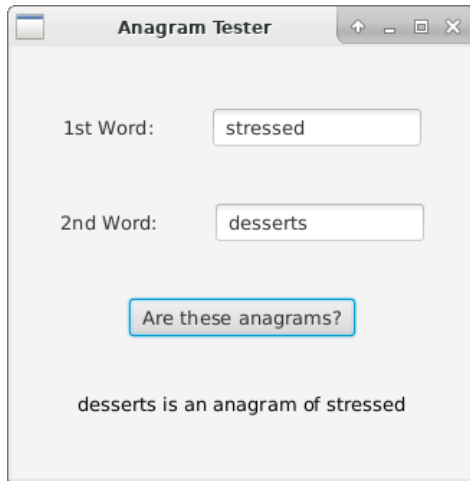 Anagram Tester
1st Word: stressed
2nd Word: desserts
Are these anagrams?
desserts is an anagram of stressed